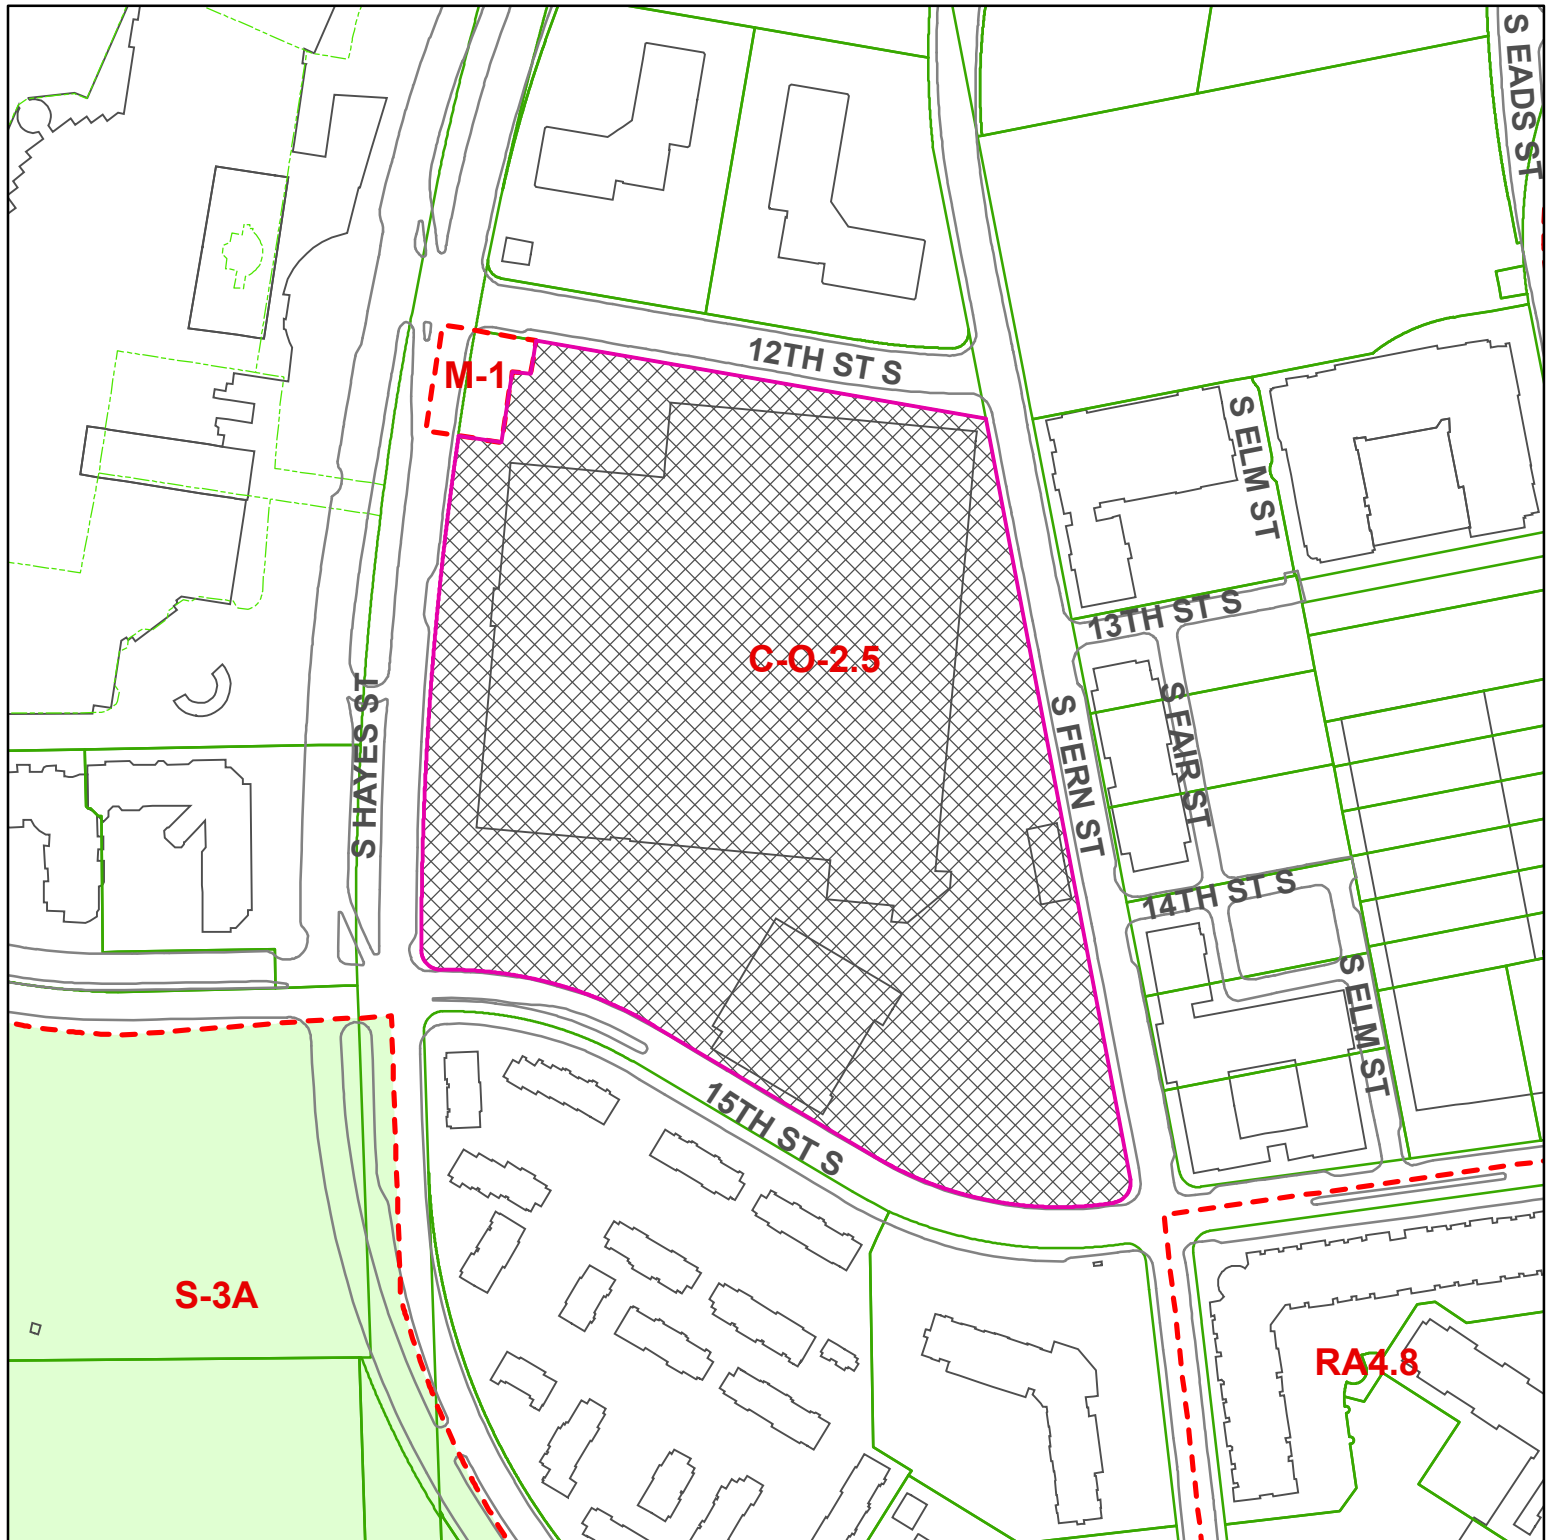 S EADS ST
12TH ST S
M-1
S ELM ST
13TH ST S
C-O-2.5
S HAYES ST
S FERN ST
S FAIR ST
14TH ST S
S ELM ST
15TH ST S
S-3A
RA4.8